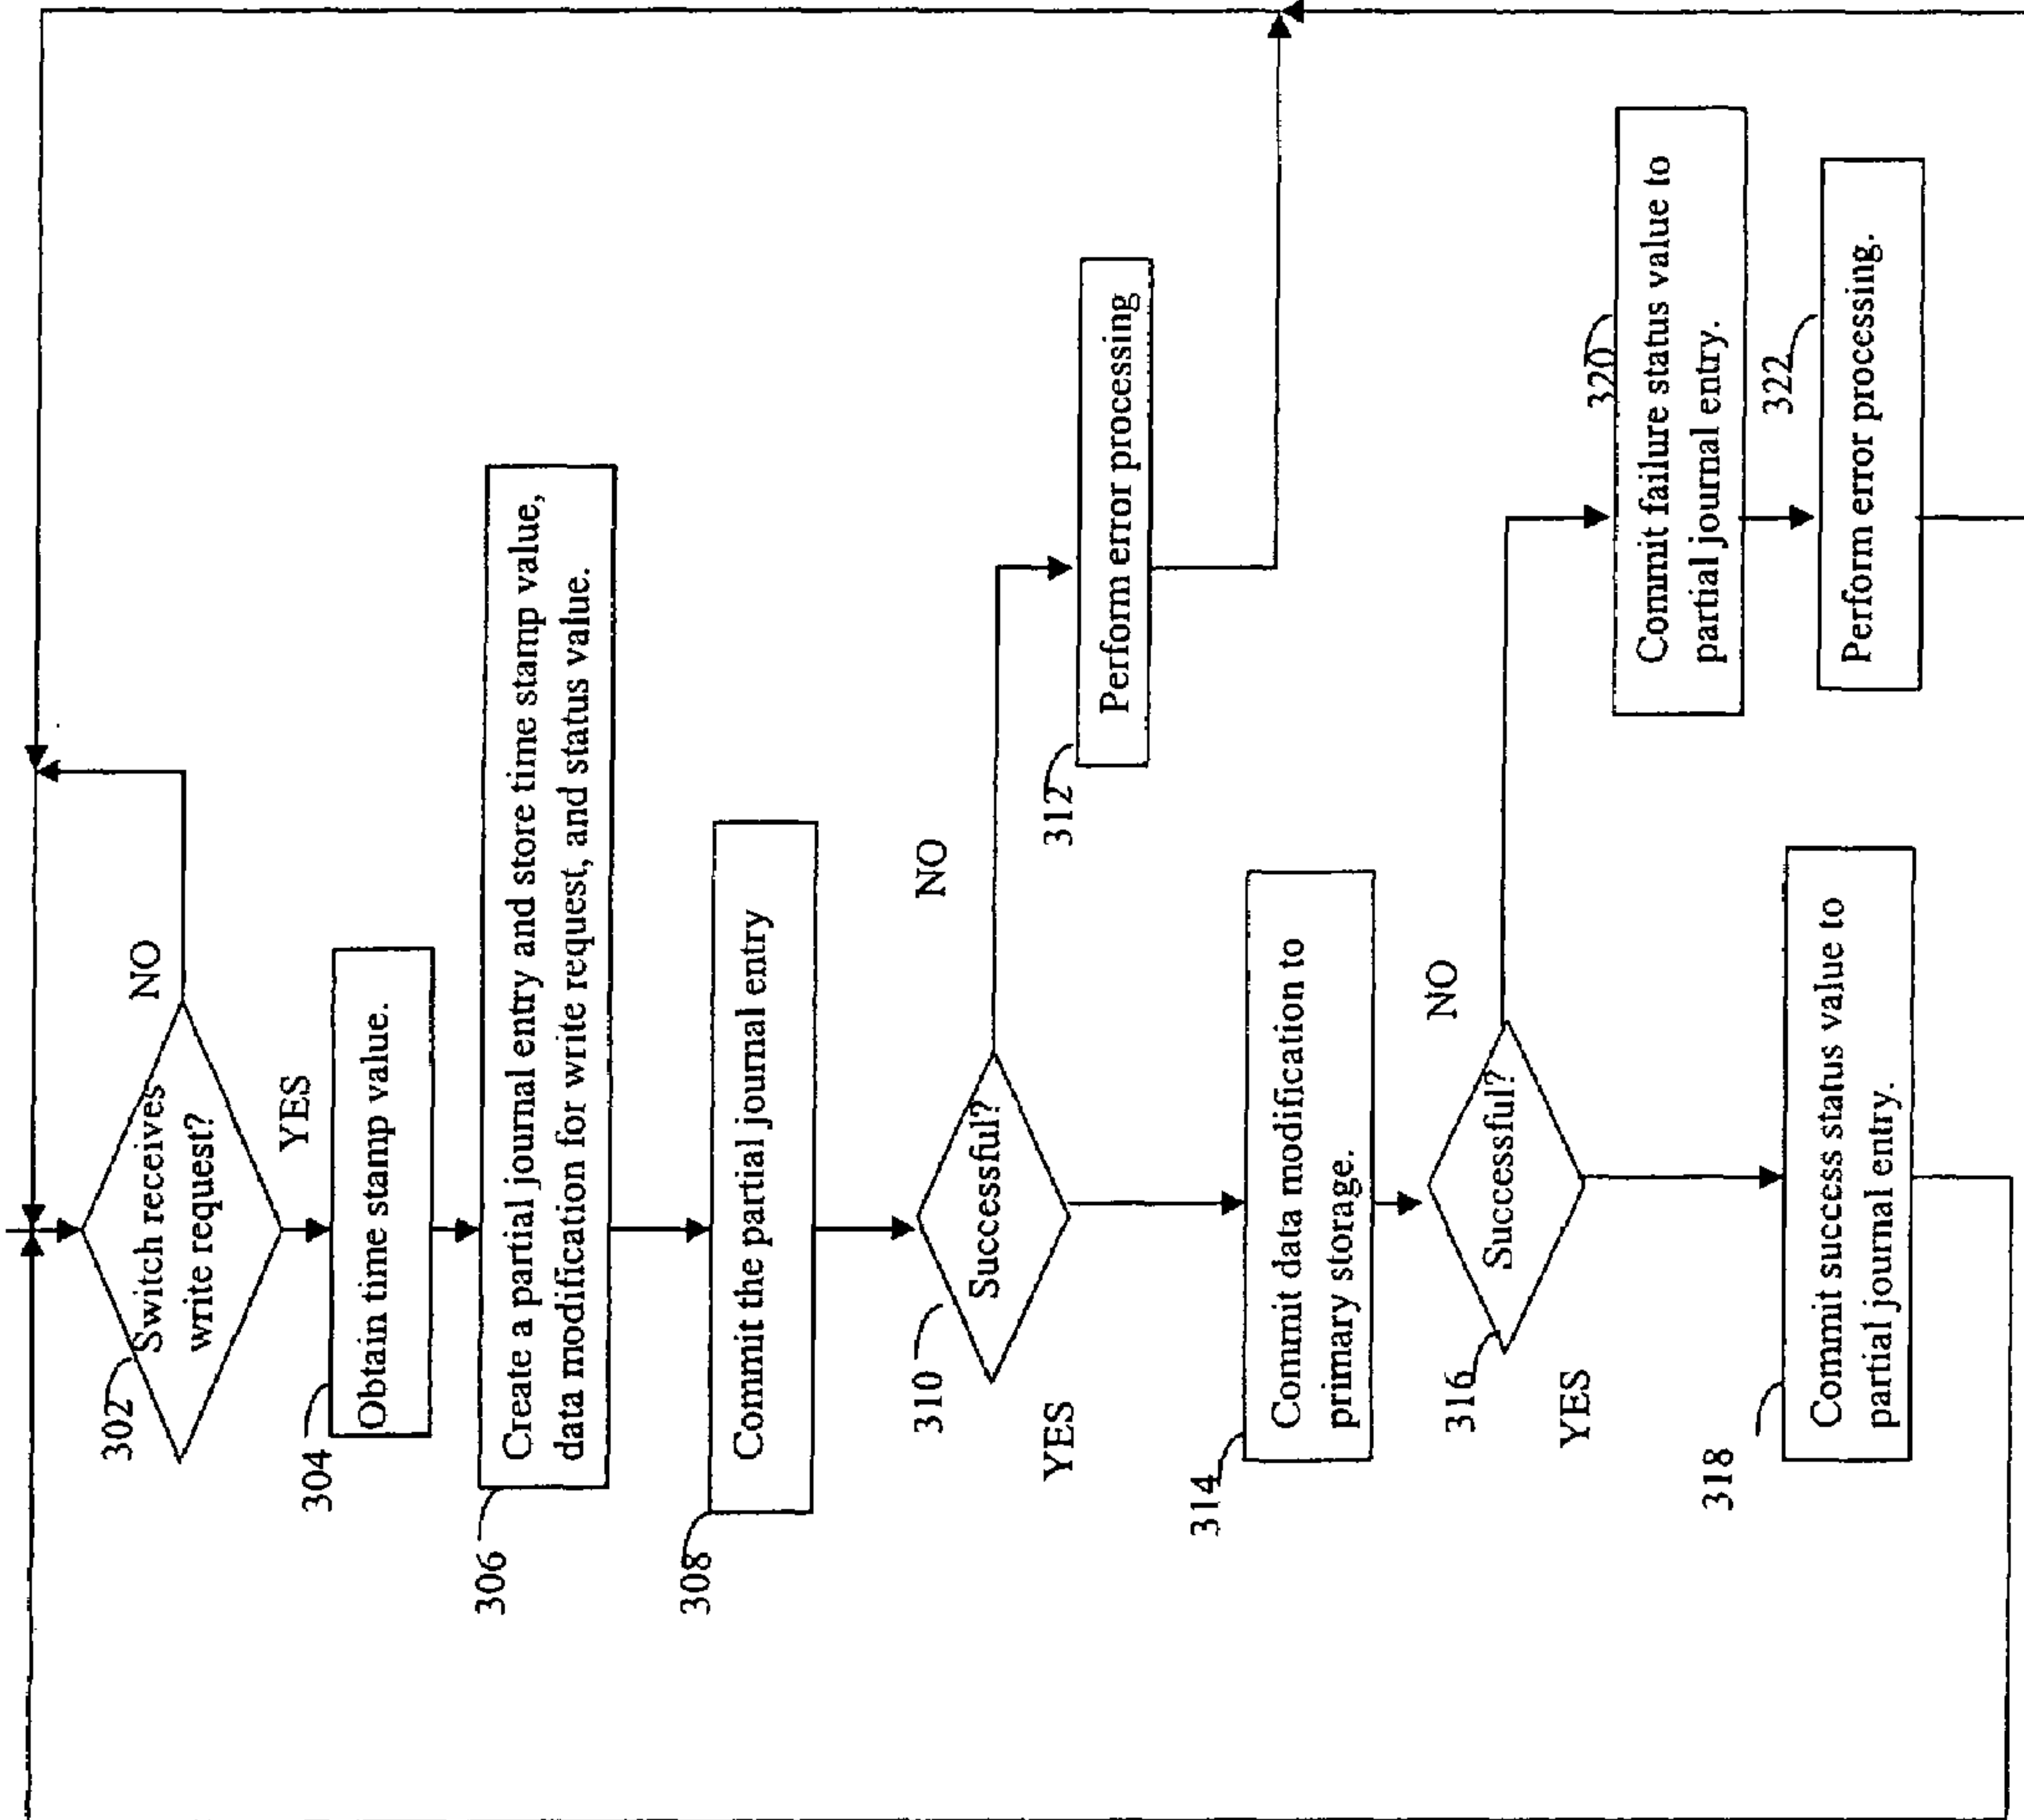 302
Switch receives
write request?
NO
YES
304
Obtain time stamp value.
306
Create a partial journal entry and store time stamp value,
data modification for write request, and status value.
308
Commit the partial journal entry
310
Successful?
NO
YES
312
Perform error processing
314
Commit data modification to
primary storage.
316
Successful?
NO
YES
320
Commit failure status value to
partial journal entry.
322
Perform error processing.
318
Commit success status value to
partial journal entry.